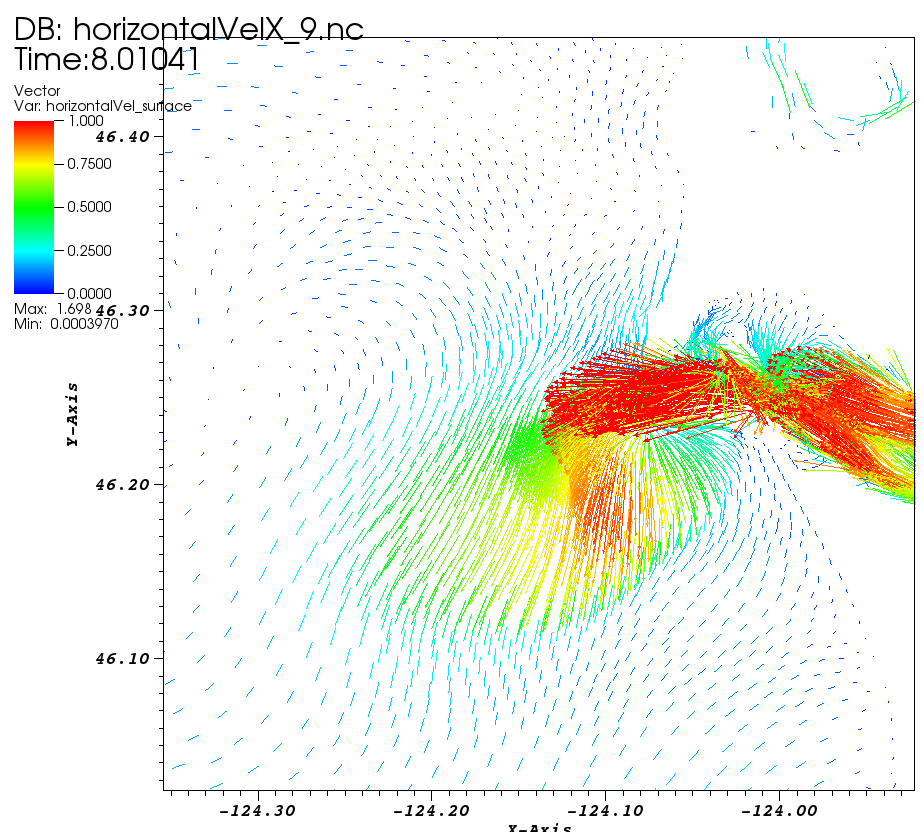 DB: horizontalVelX_9.nc
Time:8.01041
Vector
Var: horizontalVel_surface
1.000
0.7500
0.5000
0.2500
0.0000
Max: 1.698
Min: 0.0003970
46.40
46.30
46.20
46.10
Y-Axis
-124.30 -124.20 -124.10 -124.00
X-Axis